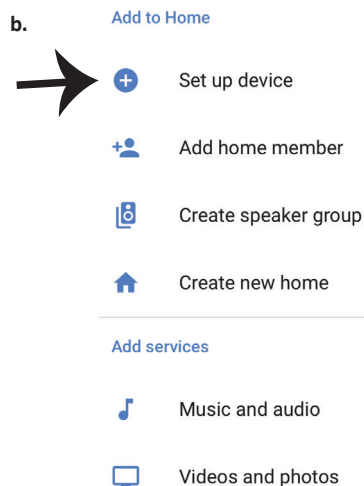 b.
Add to Home
Set up device
Add home member
Create speaker group
Create new home
Add services
Music and audio
Videos and photos